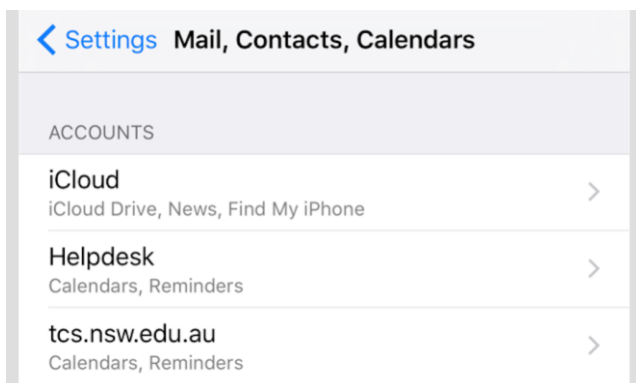 Settings Mail, Contacts, Calendars
ACCOUNTS
iCloud
iCloud Drive, News, Find My iPhone
Helpdesk
Calendars, Reminders
tcs.nsw.edu.au
Calendars, Reminders